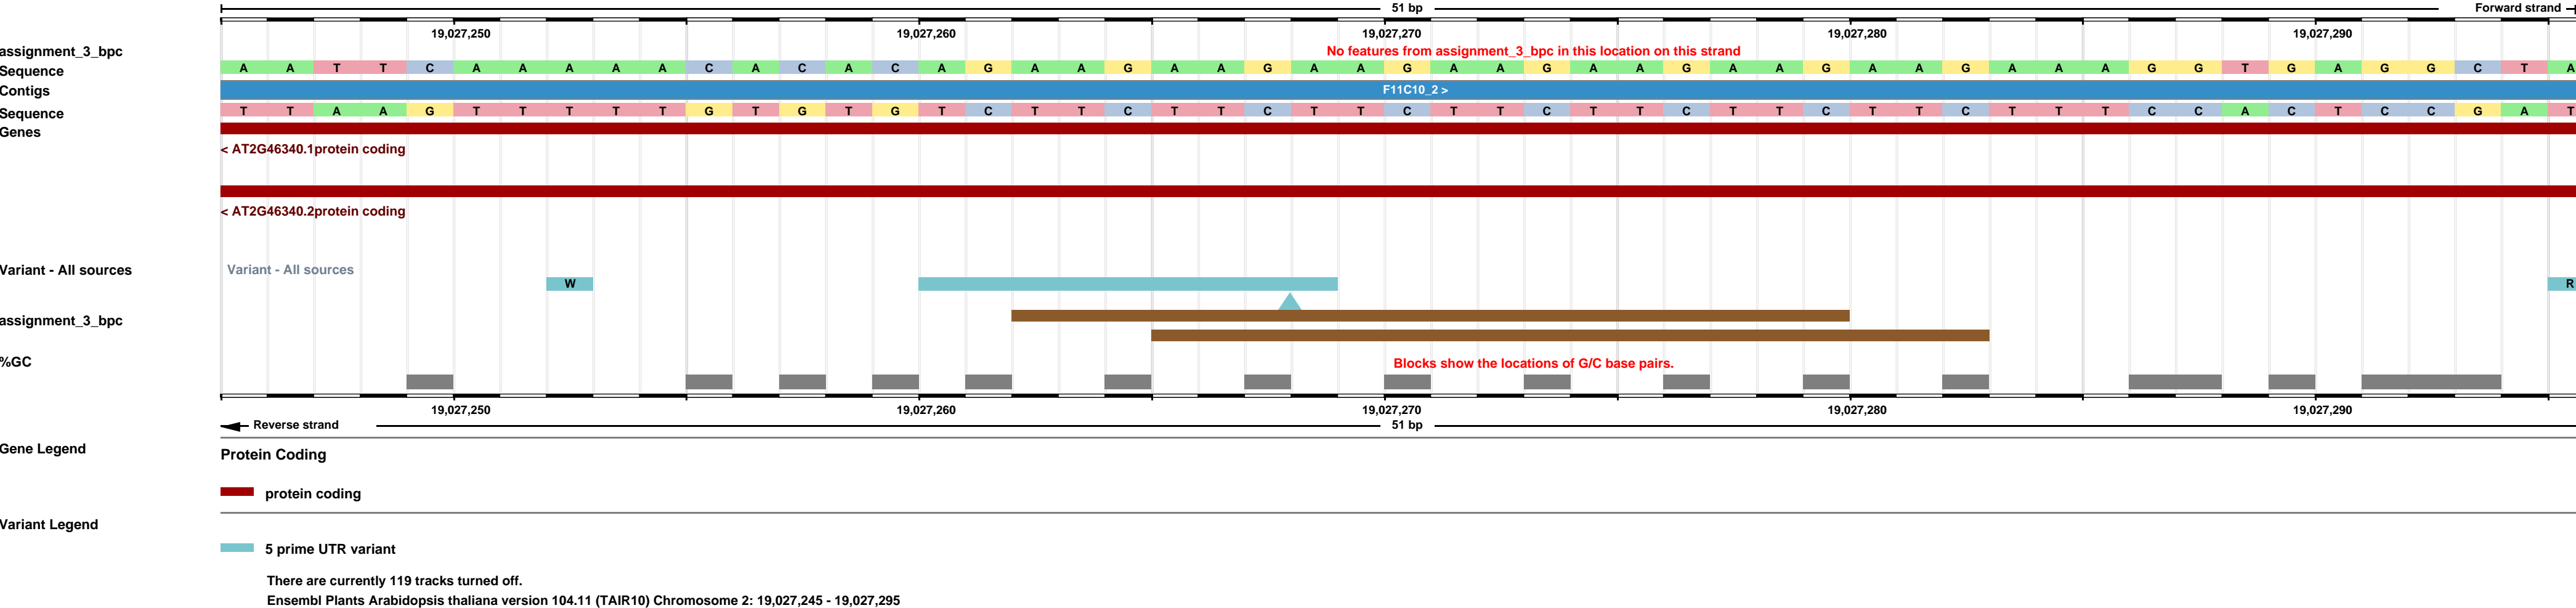 51 bp Forward strand
19,027,250 19,027,260 19,027,270 19,027,280 19,027,290
assignment_3_bpc No features from assignment_3_bpc in this location on this strand
Sequence A A T T C A A A A A C A C A C A G A A G A A G A A G A A G A A G A A G A A G A A A G G T G A G G C T A
Contigs F11C10_2 >
Sequence T T A A G T T T T T G T G T G T C T T C T T C T T C T T C T T C T T C T T C T T T C C A C T C C G A T
Genes
< AT2G46340.1protein coding
< AT2G46340.2protein coding
Variant - All sources Variant - All sources
W R
assignment_3_bpc
%GC Blocks show the locations of G/C base pairs.
19,027,250 19,027,260 19,027,270 19,027,280 19,027,290
Reverse strand 51 bp
Gene Legend
Protein Coding
protein coding
Variant Legend
5 prime UTR variant
There are currently 119 tracks turned off.
Ensembl Plants Arabidopsis thaliana version 104.11 (TAIR10) Chromosome 2: 19,027,245 - 19,027,295